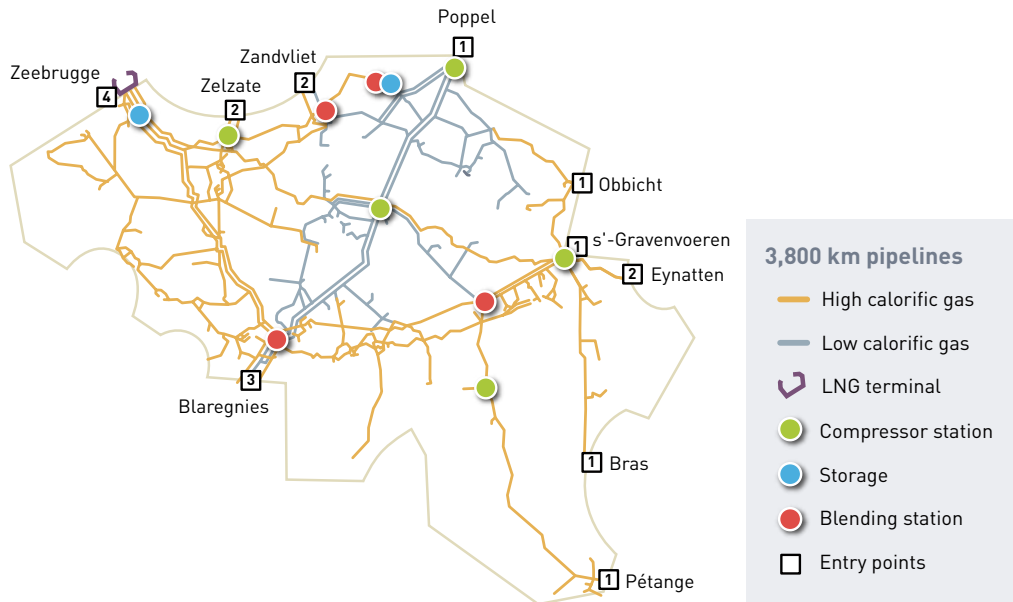 Poppel
1
Zandvliet
2
Zeebrugge
4
Zelzate
2
1
Obbicht
1
s'-Gravenvoeren
2
Eynatten
3
Blaregnies
1
Bras
1
Pétange
3,800 km pipelines
High calorific gas
Low calorific gas
LNG terminal
Compressor station
Storage
Blending station
Entry points